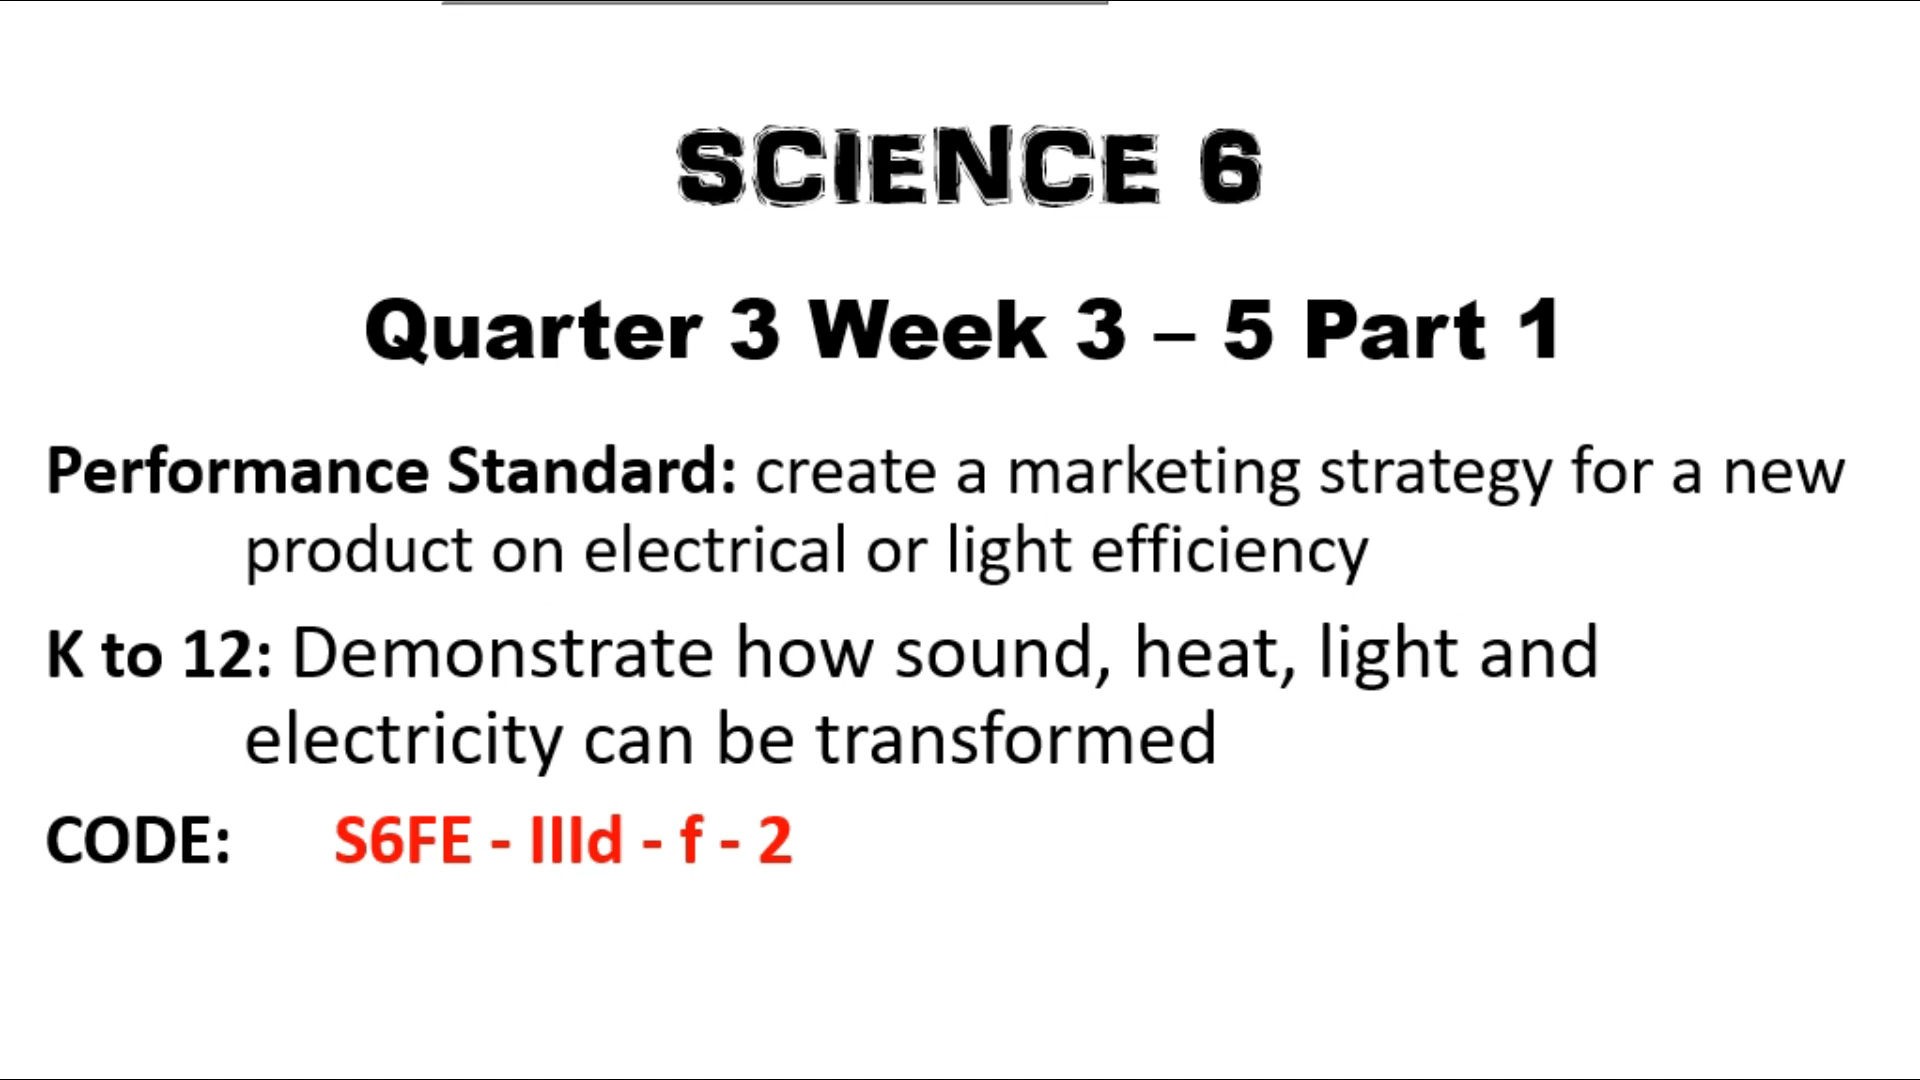 SCIENCE 6
Quarter 3 Week 3 – 5 Part 1
Performance Standard: create a marketing strategy for a new
product on electrical or light efficiency
K to 12: Demonstrate how sound, heat, light and
electricity can be transformed
CODE: S6FE - IIId - f - 2